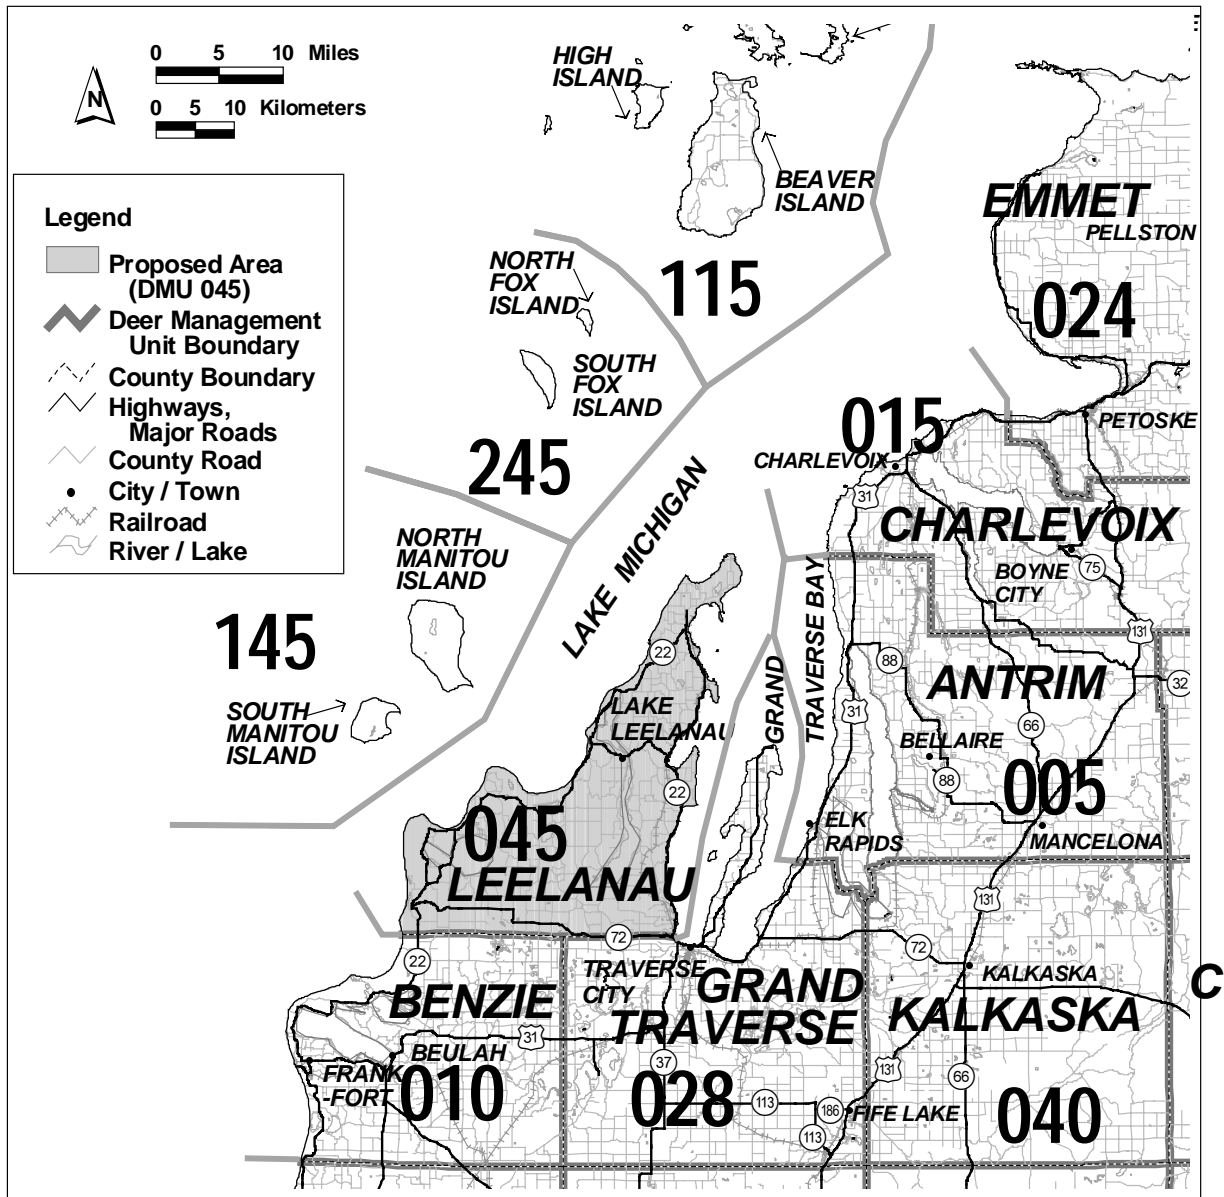 0 5 10 Miles
0 5 10 Kilometers
N
Legend
Proposed Area
(DMU 045)
Deer Management
Unit Boundary
County Boundary
Highways,
Major Roads
County Road
City / Town
Railroad
River / Lake
HIGH
ISLAND
BEAVER
ISLAND
EMMET
PELLSTON
NORTH
FOX
ISLAND
115
024
SOUTH
FOX
ISLAND
015
PETOSKE
CHARLEVOIX
245
31
LAKE MICHIGAN
CHARLEVOIX
NORTH
MANITOU
ISLAND
BOYNE
CITY
75
145
131
22
88
ANTRIM
32
GRAND
TRAVERSE BAY
SOUTH
MANITOU
ISLAND
LAKE
LEELANAU
31
66
BELLAIRE
88
22
005
045
ELK
RAPIDS
MANCELONA
LEELANAU
131
72
72
22
TRAVERSE
CITY
KALKASKA
C
BENZIE
GRAND
TRAVERSE
KALKASKA
31
BEULAH
37
131
66
FRANK
-FORT
010
028
113
186
FIFE LAKE
040
113